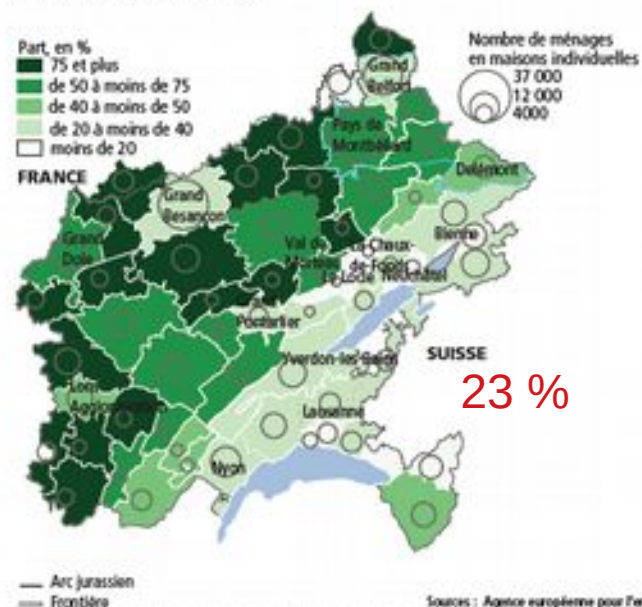 Part, en %
75 et plus
de 50 à moins de 75
de 40 à moins de 50
de 20 à moins de 40
moins de 20
Nombre de ménages
en maisons individuelles
37 000
12 000
4000
FRANCE
Grand
Belfort
Pays de
Montbéliard
Delémont
Grand
Besançon
Grand
Dole
Bienne
Val de
Morteau
La Chaux-
de-Fonds
Le Locle
Neuchâtel
Pontarlier
Yverdon-les-Bains
SUISSE
23 %
Lons
Agglomération
Lausanne
Nyon
Arc jurassien
Frontière
Sources : Agence européenne pour l'en